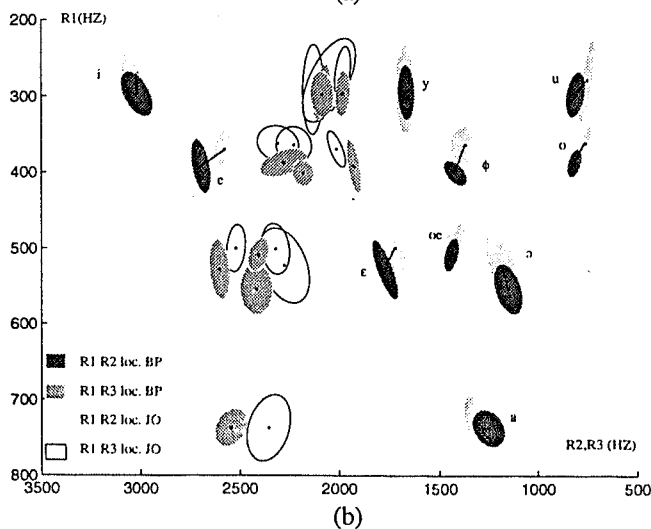 R1(HZ)
200
300
400
500
600
700
800
i
y
u
e
ϕ
o
ε
oe
ɔ
a
R1 R2 loc. BP
R1 R3 loc. BP
R1 R2 loc. JO
R1 R3 loc. JO
R2,R3 (HZ)
3500 3000 2500 2000 1500 1000 500
(b)